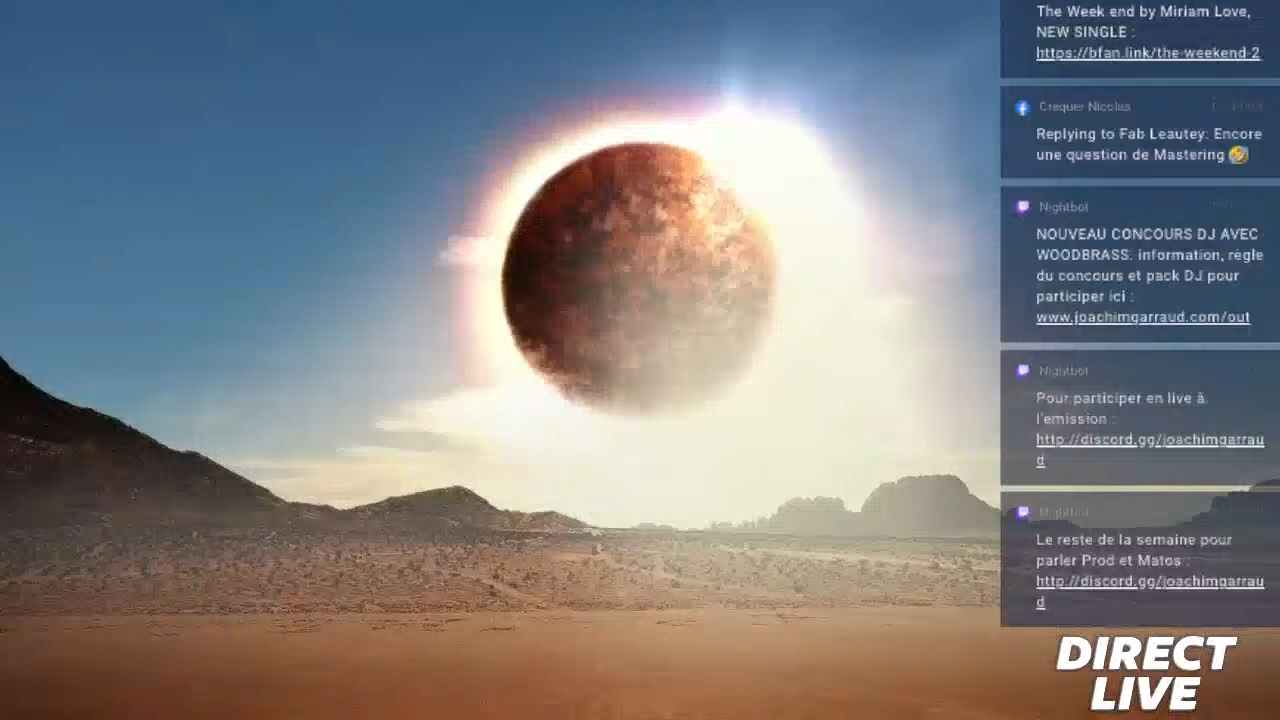 The Week end by Miriam Love,
NEW SINGLE :
https://bfan.link/the-weekend-2
Crequer Nicolas
Replying to Fab Leautey: Encore
une question de Mastering 🤣
Nightbot
NOUVEAU CONCOURS DJ AVEC
WOODBRASS: information, règle
du concours et pack DJ pour
participer ici :
www.joachimgarraud.com/out
Nightbot
Pour participer en live à
l'emission :
http://discord.gg/joachimgarrau
d
Nightbot
Le reste de la semaine pour
parler Prod et Matos :
http://discord.gg/joachimgarrau
d
DIRECT
LIVE